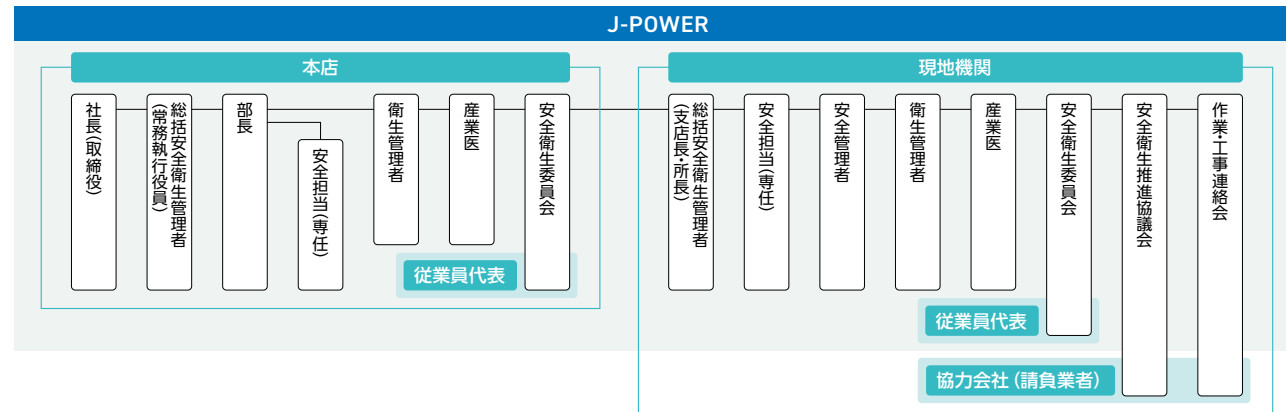 J-POWER
本店
社長（取締役）
総括安全衛生管理者
（常務執行役員）
部長
安全担当（専任）
衛生管理者
産業医
安全衛生委員会
従業員代表
現地機関
総括安全衛生管理者
（支店長・所長）
安全担当（専任）
安全管理者
衛生管理者
産業医
安全衛生委員会
安全衛生推進協議会
作業・工事連絡会
従業員代表
協力会社（請負業者）